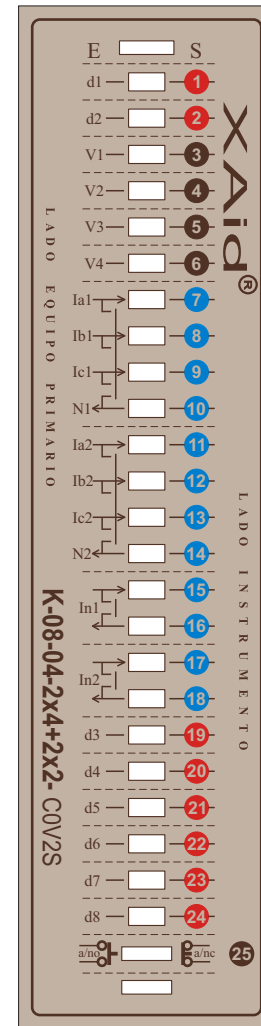 E S
d1 1
d2 2
V1 3
V2 4
V3 5
V4 6
Ia1 7
Ib1 8
Ic1 9
N1 10
Ia2 11
Ib2 12
Ic2 13
N2 14
In1 15
16
In2 17
18
d3 19
d4 20
d5 21
d6 22
d7 23
d8 24
a/no a/nc 25
XAid®
LADO EQUIPO PRIMARIO
LADO INSTRUMENTO
K-08-04-2x4+2x2- C0V2S